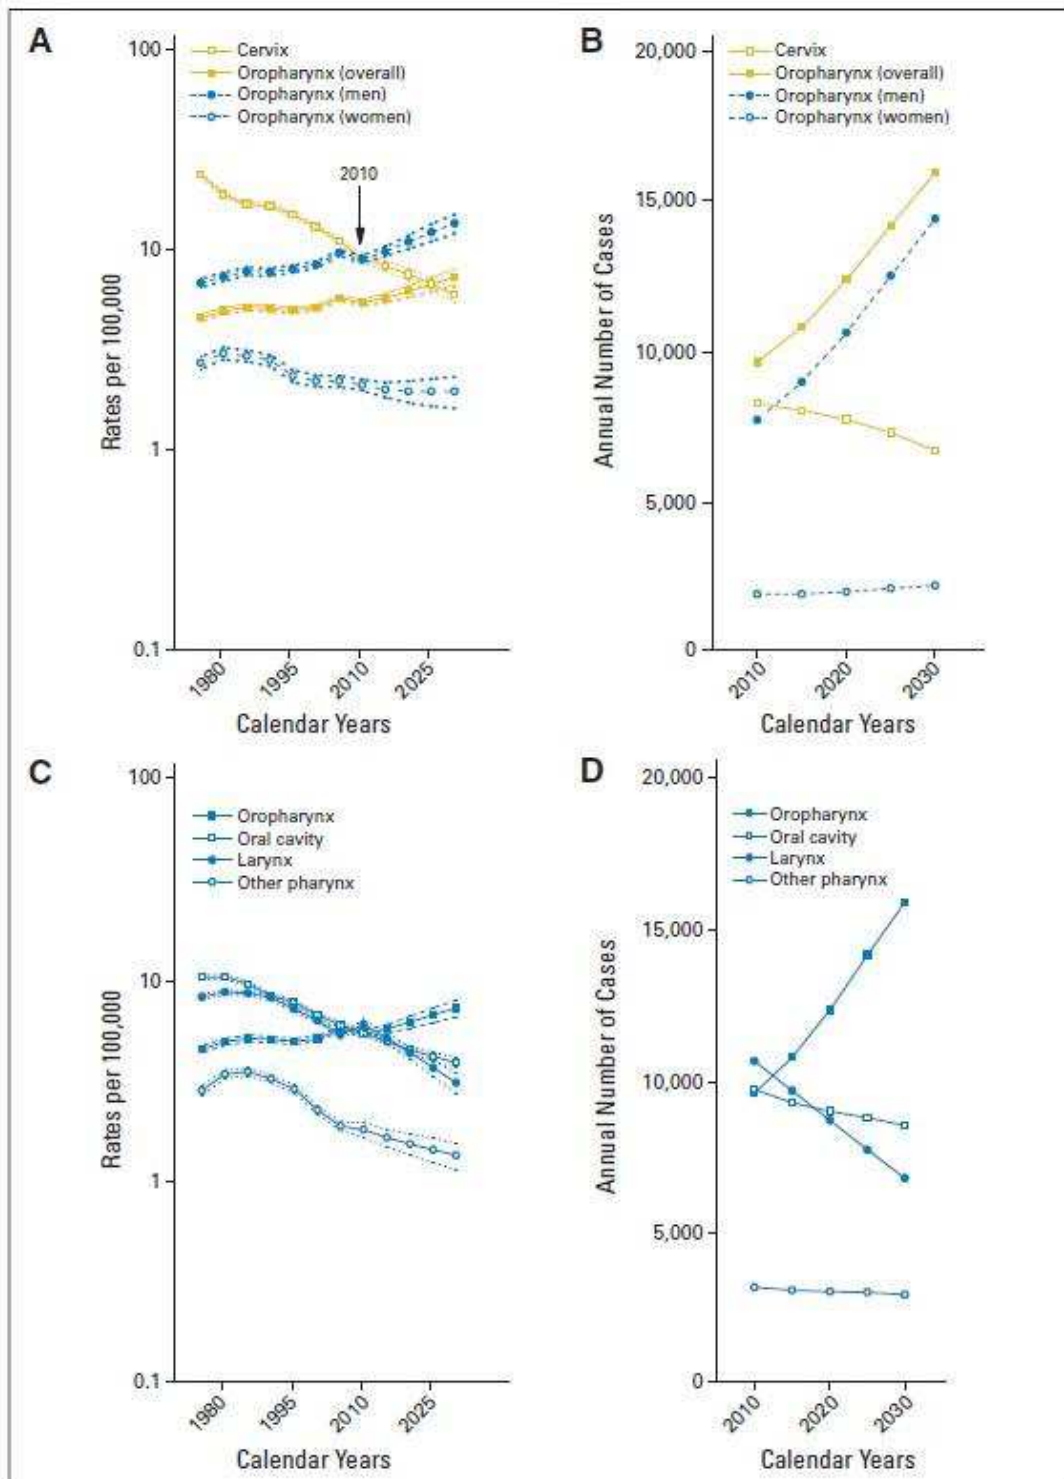 A
100
Cervix
Oropharynx (overall)
Oropharynx (men)
Oropharynx (women)
2010
10
1
0.1
Rates per 100,000
1980
1995
2010
2025
Calendar Years
B
20,000
Cervix
Oropharynx (overall)
Oropharynx (men)
Oropharynx (women)
15,000
10,000
5,000
0
Annual Number of Cases
2010
2020
2030
Calendar Years
C
100
Oropharynx
Oral cavity
Larynx
Other pharynx
10
1
0.1
Rates per 100,000
1980
1995
2010
2025
Calendar Years
D
20,000
Oropharynx
Oral cavity
Larynx
Other pharynx
15,000
10,000
5,000
0
Annual Number of Cases
2010
2020
2030
Calendar Years